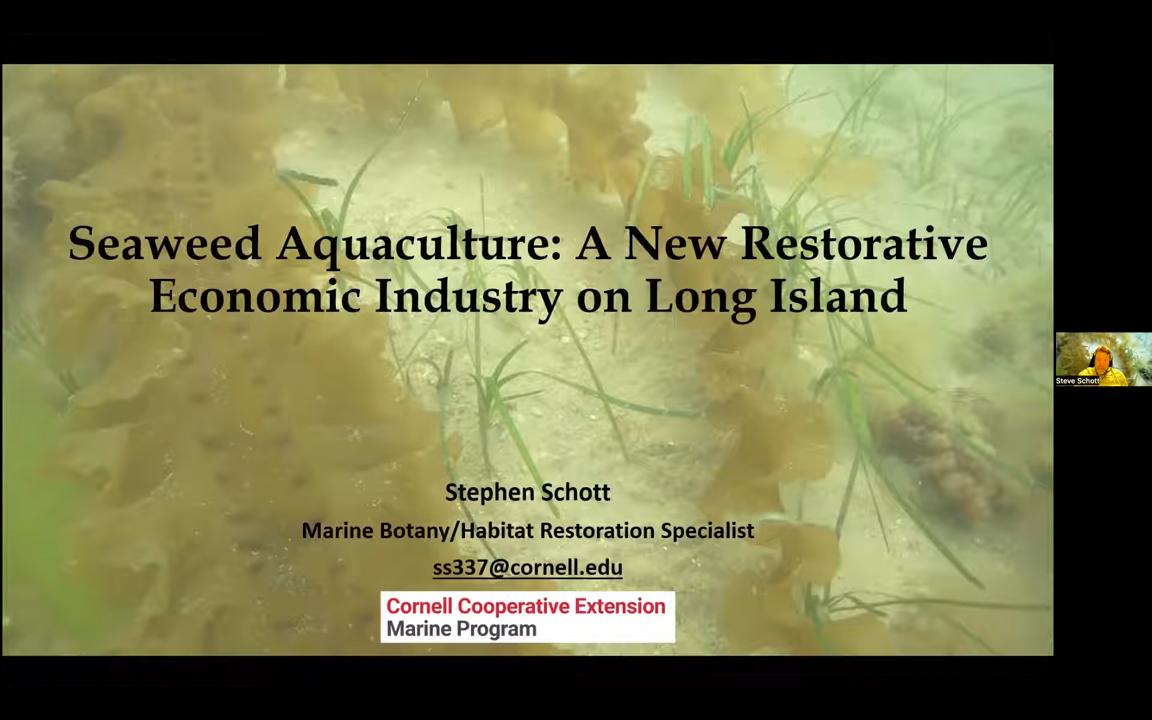 Seaweed Aquaculture: A New Restorative
Economic Industry on Long Island
Stephen Schott
Marine Botany/Habitat Restoration Specialist
ss337@cornell.edu
Cornell Cooperative Extension
Marine Program
Steve Schott